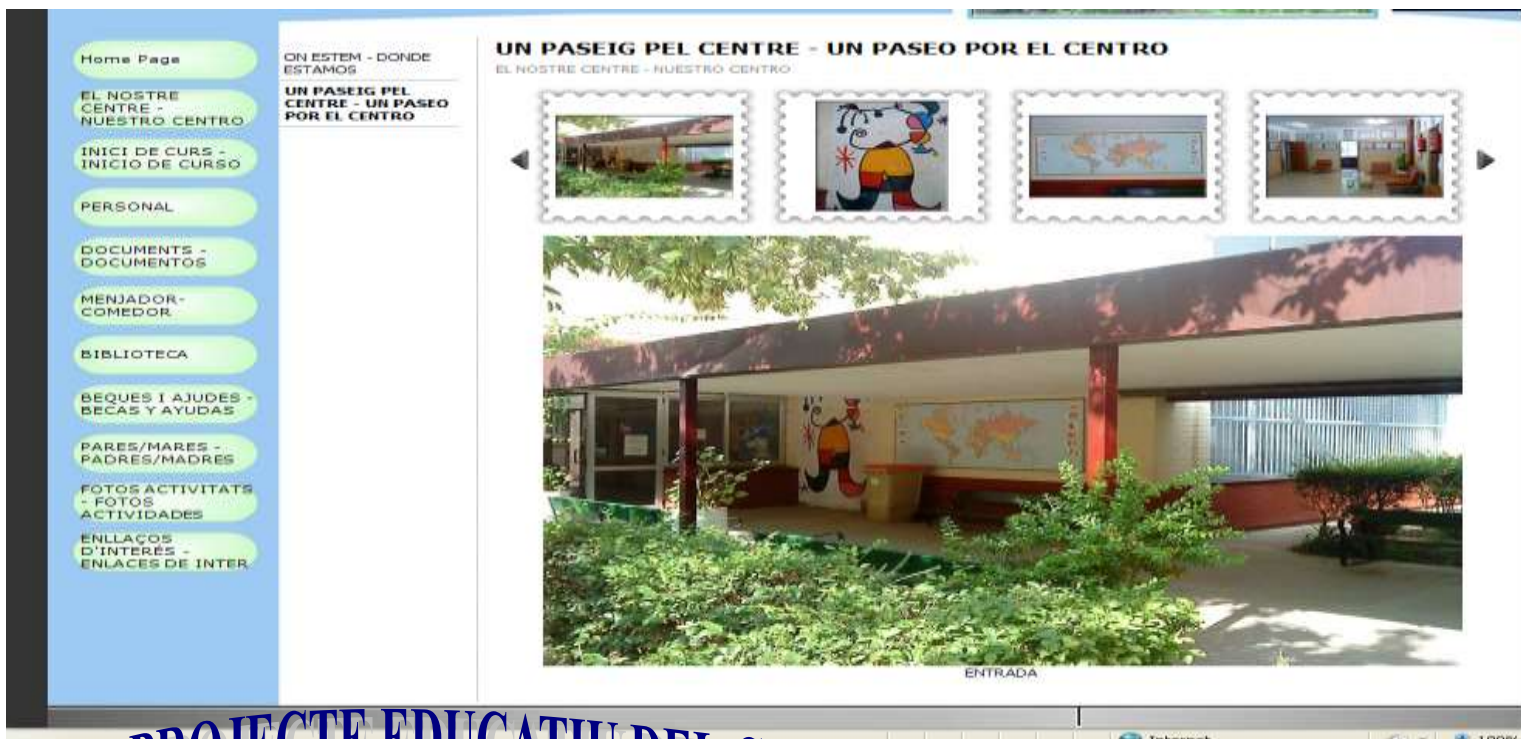 Home Page
EL NOSTRE
CENTRE -
NUESTRO CENTRO
INICI DE CURS -
INICIO DE CURSO
PERSONAL
DOCUMENTS -
DOCUMENTOS
MENJADOR-
COMEDOR
BIBLIOTECA
BEQUES I AJUDES -
BECAS Y AYUDAS
PARES/MARES -
PADRES/MADRES
FOTOS ACTIVITATS
- FOTOS
ACTIVIDADES
ENLLAÇOS
D'INTERÉS -
ENLACES DE INTER
ON ESTEM - DONDE
ESTAMOS
UN PASEIG PEL
CENTRE - UN PASEO
POR EL CENTRO
UN PASEIG PEL CENTRE - UN PASEO POR EL CENTRO
EL NOSTRE CENTRE - NUESTRO CENTRO
ENTRADA
PROJECTE EDUCATIU DEL
Internet
100%